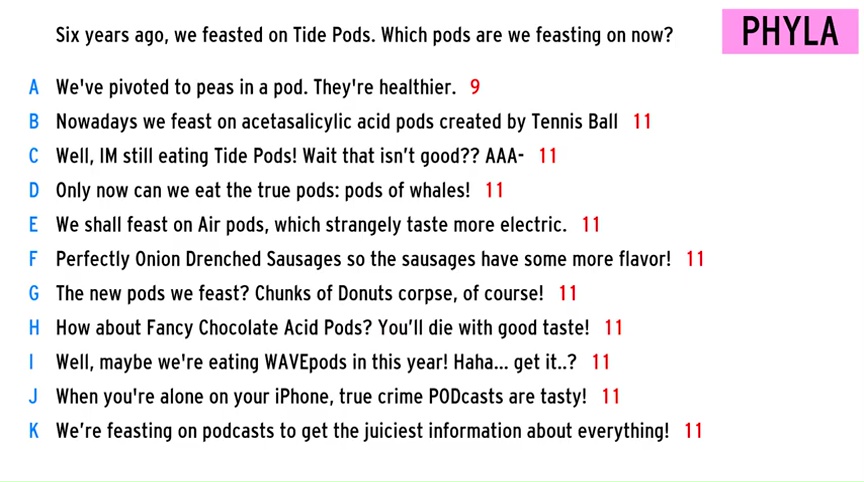 Six years ago, we feasted on Tide Pods. Which pods are we feasting on now?
PHYLA
A We've pivoted to peas in a pod. They're healthier. 9
B Nowadays we feast on acetasalicylic acid pods created by Tennis Ball 11
C Well, IM still eating Tide Pods! Wait that isn't good?? AAA- 11
D Only now can we eat the true pods: pods of whales! 11
E We shall feast on Air pods, which strangely taste more electric. 11
F Perfectly Onion Drenched Sausages so the sausages have some more flavor! 11
G The new pods we feast? Chunks of Donuts corpse, of course! 11
H How about Fancy Chocolate Acid Pods? You'll die with good taste! 11
I Well, maybe we're eating WAVEpods in this year! Haha... get it..? 11
J When you're alone on your iPhone, true crime PODcasts are tasty! 11
K We're feasting on podcasts to get the juiciest information about everything! 11